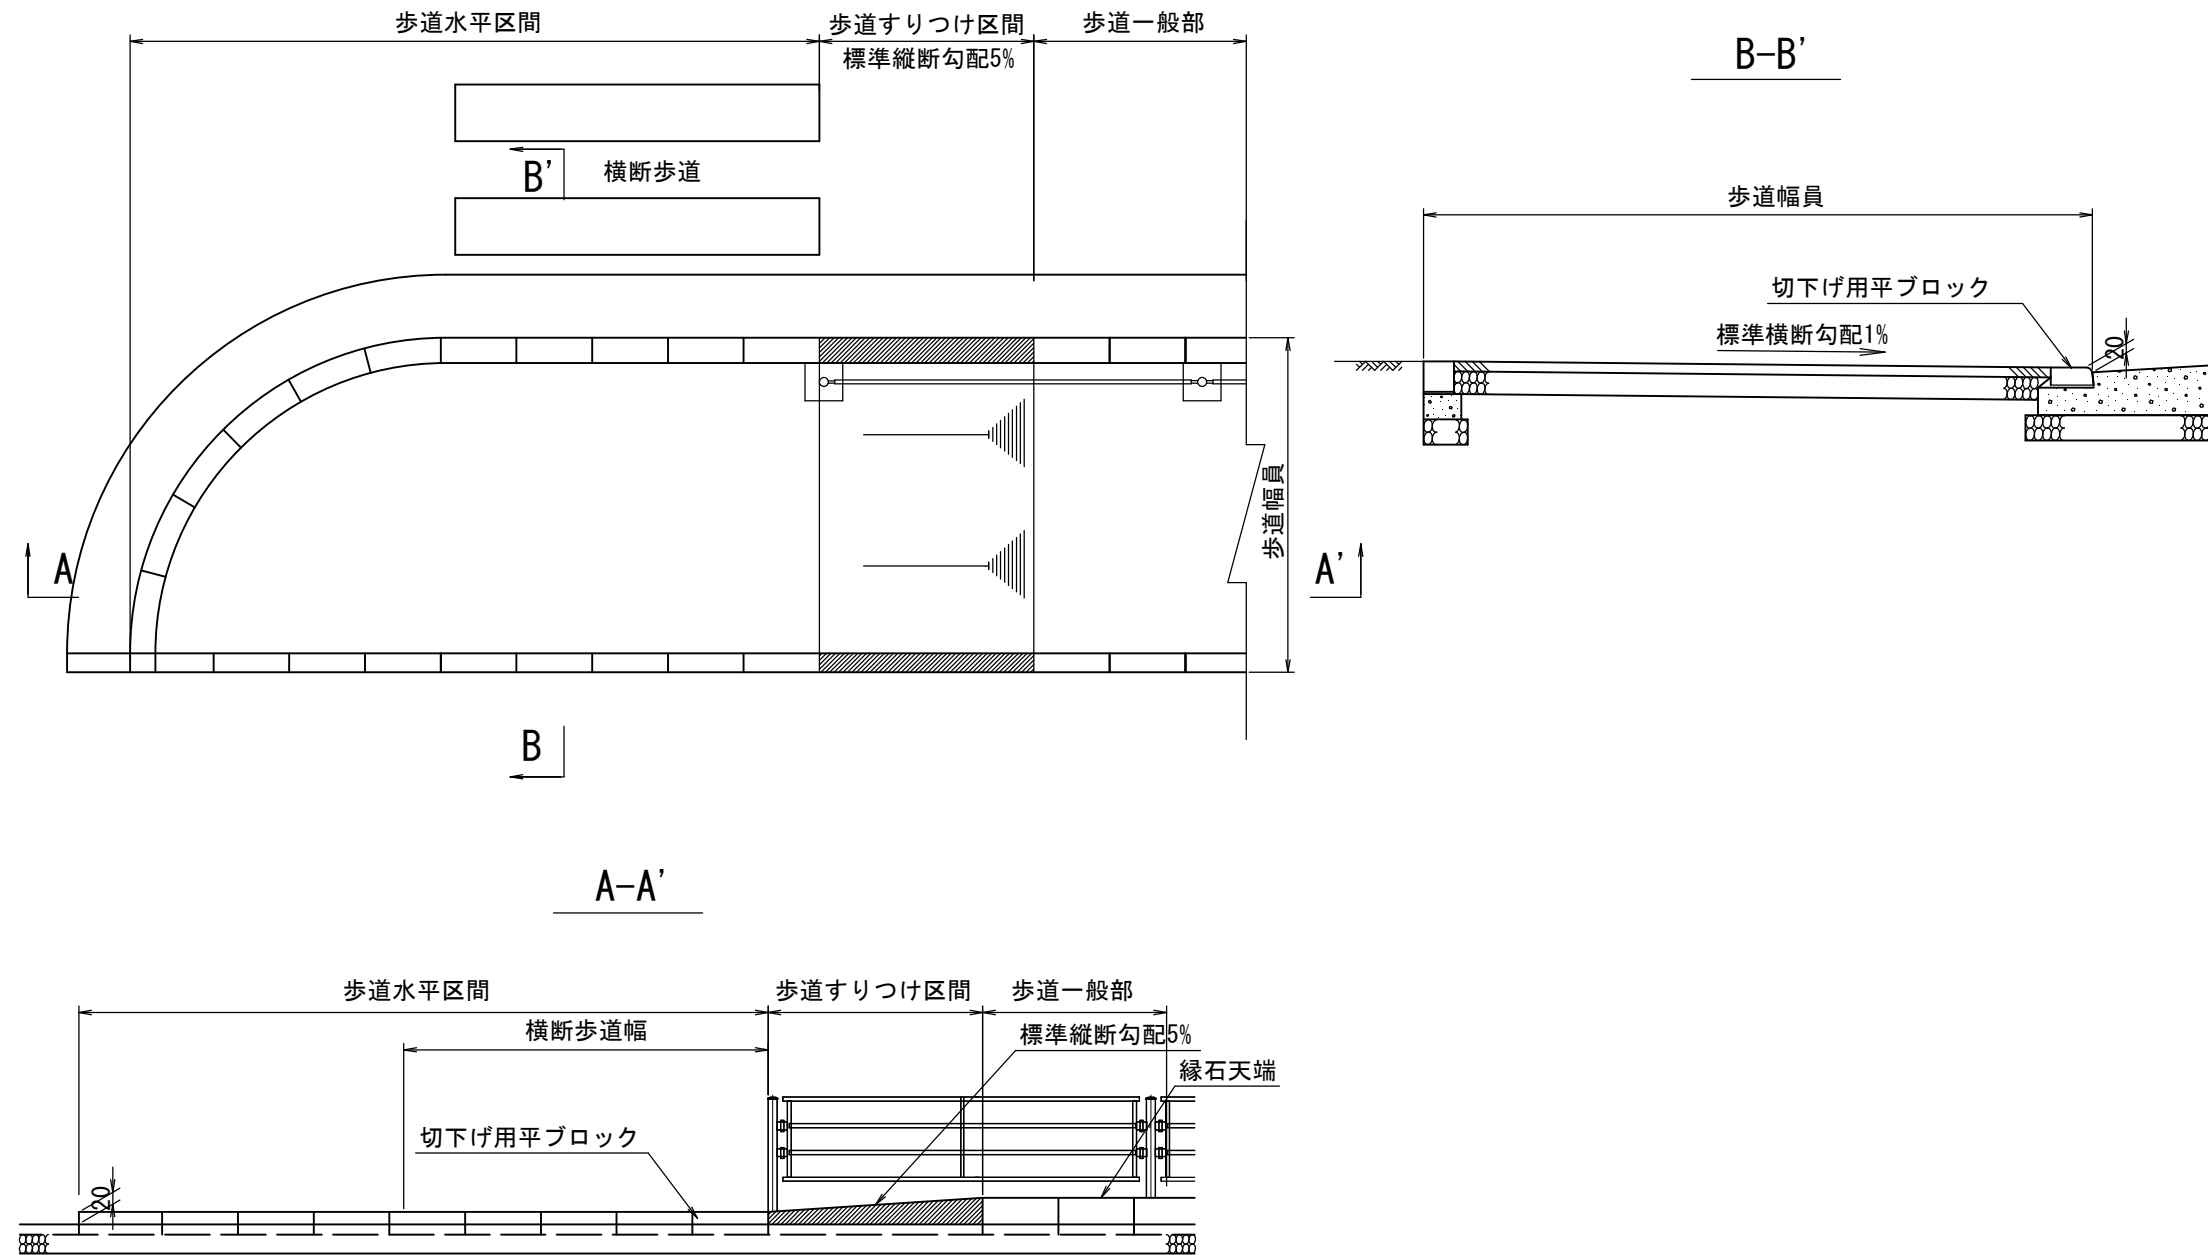 歩道水平区間
歩道すりつけ区間
標準縦断勾配5%
歩道一般部
B'
横断歩道
A
A'
歩道幅員
B
B-B'
歩道幅員
切下げ用平ブロック
標準横断勾配1%
20
A-A'
歩道水平区間
歩道すりつけ区間
歩道一般部
横断歩道幅
標準縦断勾配5%
縁石天端
切下げ用平ブロック
20